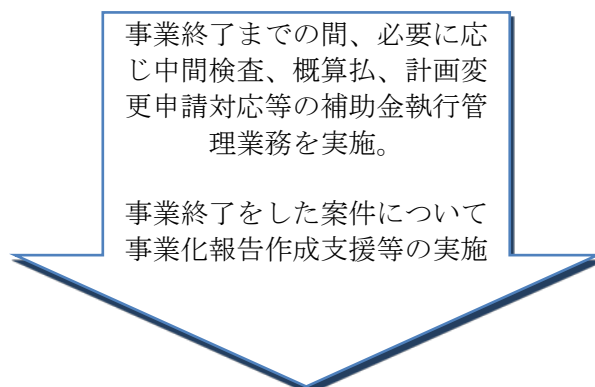 事業終了までの間、必要に応
じ中間検査、概算払、計画変
更申請対応等の補助金執行管
理業務を実施。
事業終了をした案件について
事業化報告作成支援等の実施